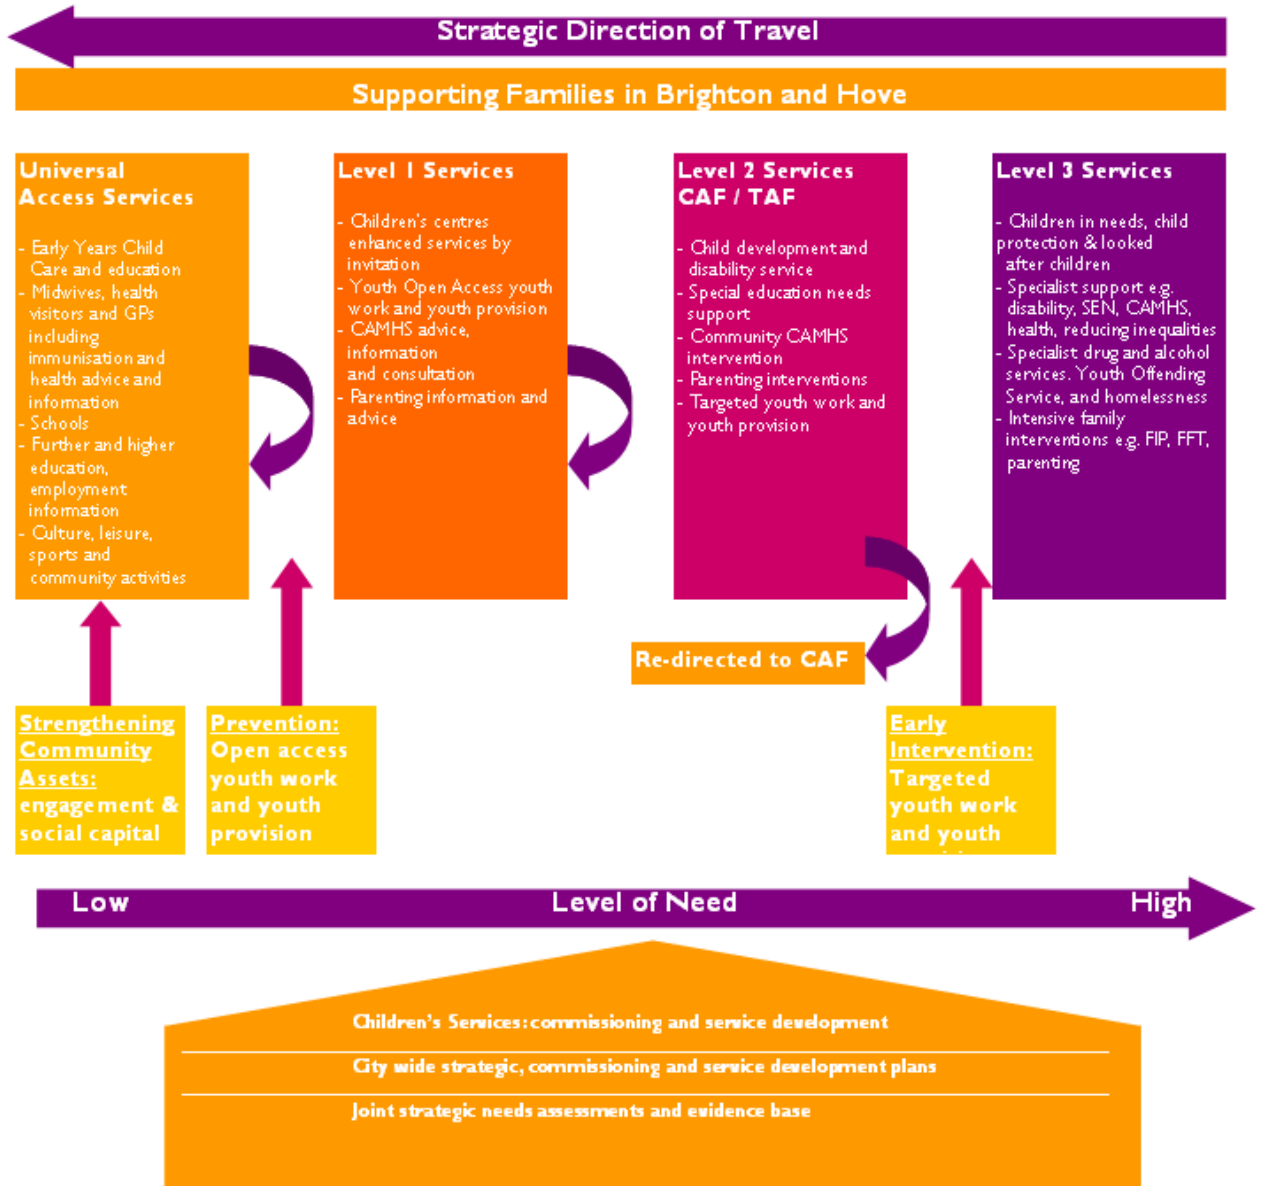 Strategic Direction of Travel
Supporting Families in Brighton and Hove
Universal
Access Services
- Early Years Child
Care and education
- Midwives, health
visitors and GPs
including
immunisation and
health advice and
information
- Schools
- Further and higher
education,
employment
information
- Culture, leisure,
sports and
community activities
Level 1 Services
- Children's centres
enhanced services by
invitation
- Youth Open Access youth
work and youth provision
- CAMHS advice,
information
and consultation
- Parenting information and
advice
Level 2 Services
CAF / TAF
- Child development and
disability service
- Special education needs
support
- Community CAMHS
intervention
- Parenting interventions
- Targeted youth work and
youth provision
Level 3 Services
- Children in needs, child
protection & looked
after children
- Specialist support e.g.
disability, SEN, CAMHS,
health, reducing inequalities
- Specialist drug and alcohol
services. Youth Offending
Service, and homelessness
- Intensive family
interventions e.g. FIP, FFT,
parenting
Re-directed to CAF
Strengthening
Community
Assets:
engagement &
social capital
Prevention:
Open access
youth work
and youth
provision
Early
Intervention:
Targeted
youth work
and youth
Low
Level of Need
High
Children's Services: commissioning and service development
City wide strategic, commissioning and service development plans
Joint strategic needs assessments and evidence base